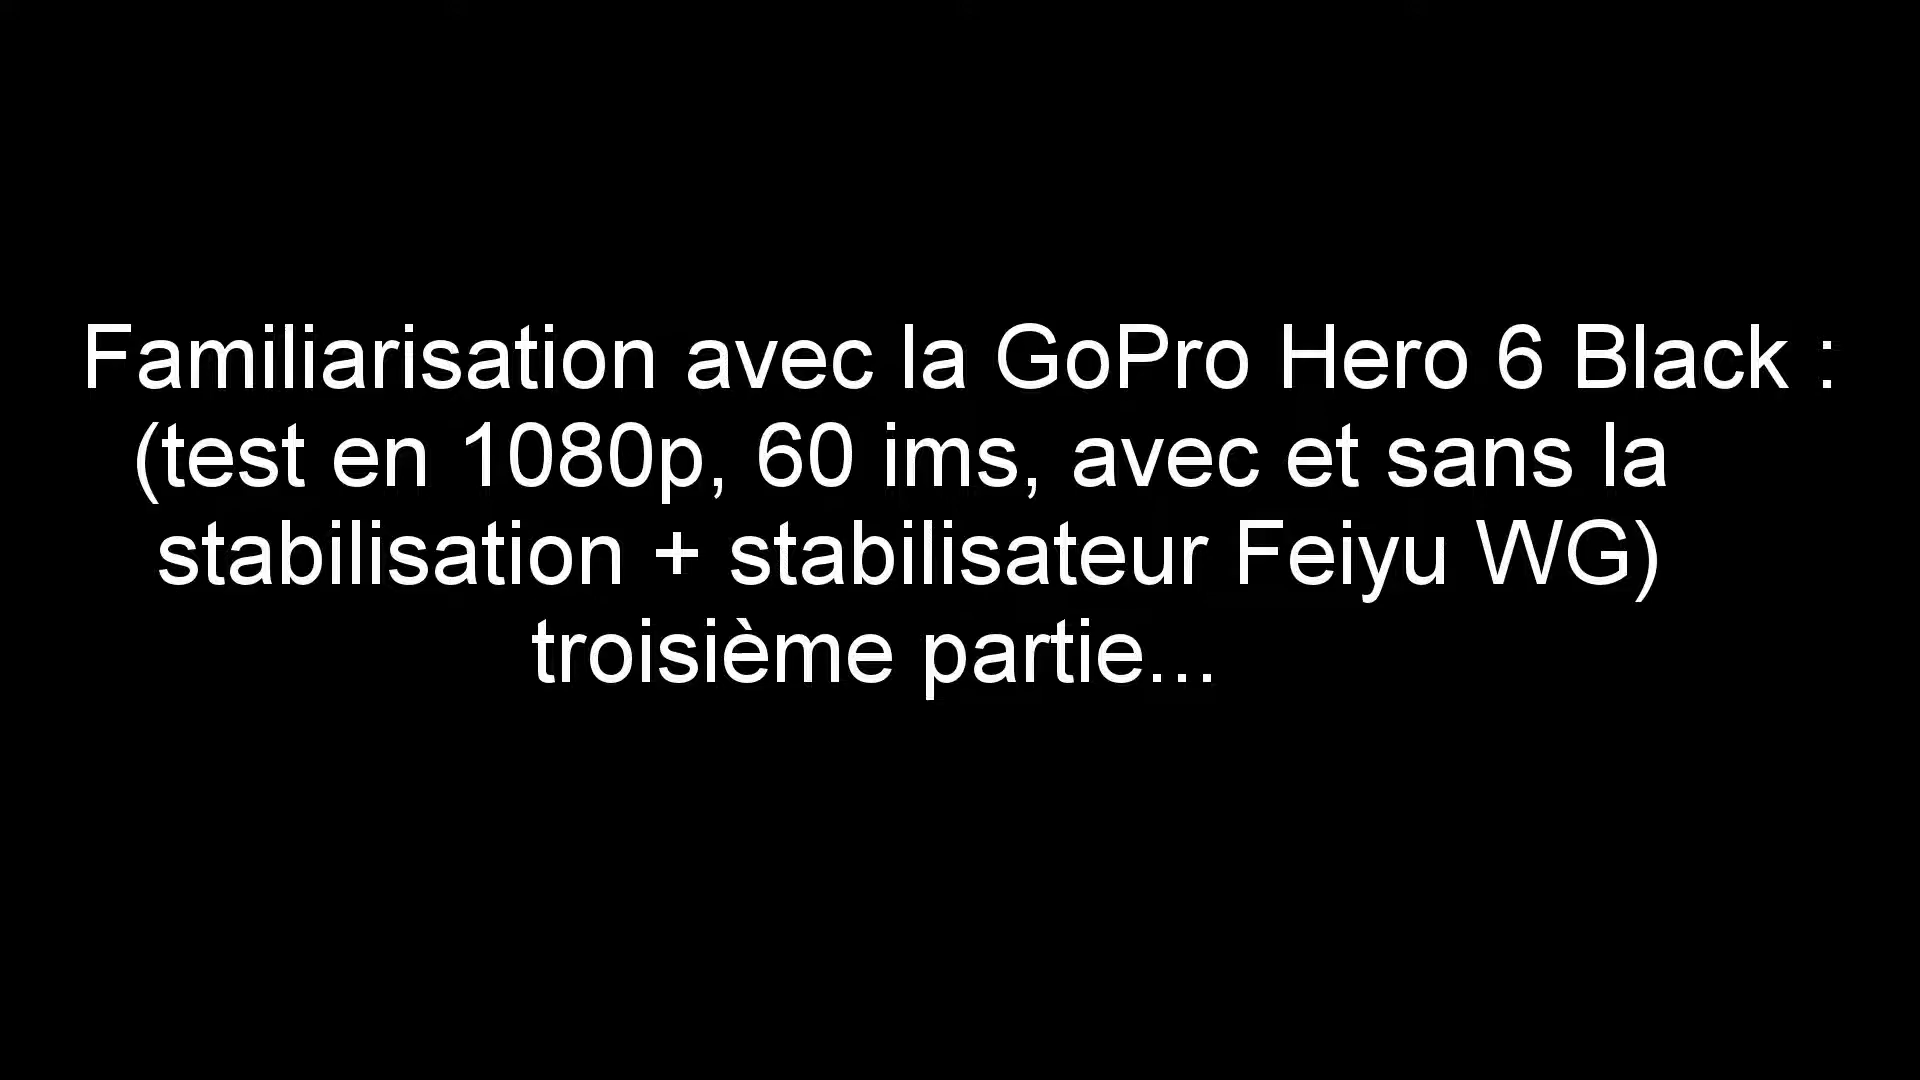 Familiarisation avec la GoPro Hero 6 Black :
(test en 1080p, 60 ims, avec et sans la
stabilisation + stabilisateur Feiyu WG)
troisième partie...